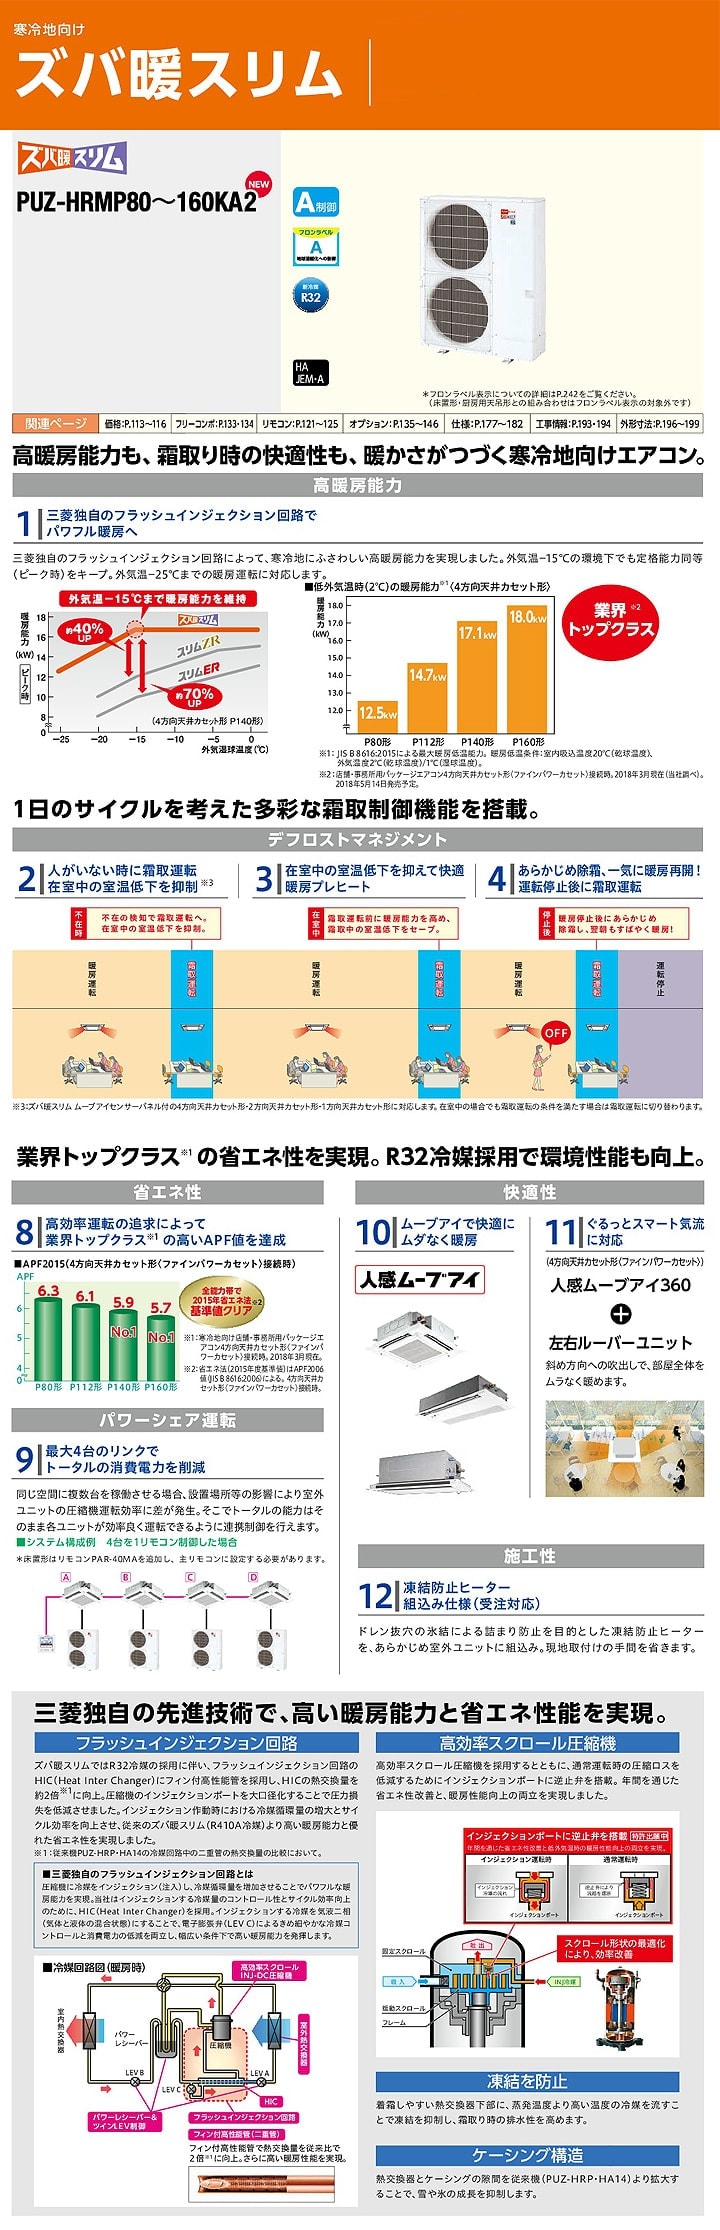 寒冷地向け
ズバ暖スリム
ズバ暖スリム
PUZ-HRMP80〜160KA2
NEW
A制御
フロンラベル
A
地球温暖化への影響
新冷媒
R32
HA
JEM-A
＊フロンラベル表示についての詳細はP.242をご覧ください。
（床置形・厨房用天吊形との組み合わせはフロンラベル表示の対象外です）
関連ページ 価格：P.113〜116 フリーコンポ：P.133・134 リモコン：P.121〜125 オプション：P.135〜146 仕様：P.177〜182 工事情報：P.193・194 外形寸法：P.196〜199
高暖房能力も、霜取り時の快適性も、暖かさがつづく寒冷地向けエアコン。
高暖房能力
1 三菱独自のフラッシュインジェクション回路で
パワフル暖房へ
三菱独自のフラッシュインジェクション回路によって、寒冷地にふさわしい高暖房能力を実現しました。外気温−15℃の環境下でも定格能力同等
（ピーク時）をキープ。外気温−25℃までの暖房運転に対応します。
外気温−15℃まで暖房能力を維持
暖房能力
(kW)
ピーク時
18
16
14
12
10
8
0
約40%
UP
ズバ暖スリム
スリムZR
スリムER
約70%
UP
（4方向天井カセット形 P140形）
−25 −20 −15 −10 −5 0
外気温球温度（℃）
■低外気温時（2℃）の暖房能力※1〈4方向天井カセット形〉
暖房能力
(kW)
18.0
17.0
16.0
15.0
14.0
13.0
12.0
12.5kW
14.7kW
17.1kW
18.0kW
P80形 P112形 P140形 P160形
業界※2
トップクラス
※1：JIS B 8616:2015による最大暖房低温能力。暖房低温条件：室内吸込温度20℃（乾球温度）、
外気温度2℃（乾球温度）/1℃（湿球温度）。
※2：店舗・事務所用パッケージエアコン4方向天井カセット形〈ファインパワーカセット〉接続時。2018年3月現在（当社調べ）。
2018年5月14日発売予定。
1日のサイクルを考えた多彩な霜取制御機能を搭載。
デフロストマネジメント
2 人がいない時に霜取運転
在室中の室温低下を抑制※3
3 在室中の室温低下を抑えて快適
暖房プレヒート
4 あらかじめ除霜、一気に暖房再開！
運転停止後に霜取運転
不在時
不在の検知で霜取運転へ。
在室中の室温低下を抑制。
在室中
霜取運転前に暖房能力を高め、
霜取中の室温低下をセーブ。
停止後
暖房停止後にあらかじめ
除霜し、翌朝もすばやく暖房！
暖房運転
霜取運転
暖房運転
霜取運転
暖房運転
霜取運転
運転停止
OFF
※3：ズバ暖スリム ムーブアイセンサーパネル付の4方向天井カセット形・2方向天井カセット形・1方向天井カセット形に対応します。在室中の場合でも霜取運転の条件を満たす場合は霜取運転に切り替わります。
業界トップクラス※1の省エネ性を実現。R32冷媒採用で環境性能も向上。
省エネ性
8 高効率運転の追求によって
業界トップクラス※1の高いAPF値を達成
■APF2015（4方向天井カセット形〈ファインパワーカセット〉接続時）
APF
6
5
4
0
6.3
6.1
5.9
No.1
5.7
No.1
P80形 P112形 P140形 P160形
全能力帯で
2015年省エネ法※2
基準値クリア
※1：寒冷地向け店舗・事務所用パッケージエ
アコン4方向天井カセット形〈ファインパ
ワーカセット〉接続時。2018年3月現在。
※2：省エネ法（2015年度基準値）はAPF2006
値（JIS B 8616:2006）による。4方向天井カ
セット形〈ファインパワーカセット〉接続時。
パワーシェア運転
9 最大4台のリンクで
トータルの消費電力を削減
同じ空間に複数台を稼働させる場合、設置場所等の影響により室外
ユニットの圧縮機運転効率に差が発生。そこでトータルの能力はそ
のまま各ユニットが効率良く運転できるように連携制御を行えます。
■システム構成例 4台を1リモコン制御した場合
＊床置形はリモコンPAR-40MAを追加し、主リモコンに設定する必要があります。
A B C D
快適性
10 ムーブアイで快適に
ムダなく暖房
人感ムーブアイ
11 ぐるっとスマート気流
に対応
（4方向天井カセット形〈ファインパワーカセット〉）
人感ムーブアイ360
＋
左右ルーバーユニット
斜め方向への吹出しで、部屋全体を
ムラなく暖めます。
施工性
12 凍結防止ヒーター
組込み仕様（受注対応）
ドレン抜穴の氷結による詰まり防止を目的とした凍結防止ヒーター
を、あらかじめ室外ユニットに組込み。現地取付けの手間を省きます。
三菱独自の先進技術で、高い暖房能力と省エネ性能を実現。
フラッシュインジェクション回路
ズバ暖スリムではR32冷媒の採用に伴い、フラッシュインジェクション回路の
HIC（Heat Inter Changer）にフィン付高性能管を採用し、HICの熱交換量を
約2倍※1に向上。圧縮機のインジェクションポートを大口径化することで圧力損
失を低減させました。インジェクション作動時における冷媒循環量の増大とサイ
クル効率を向上させ、従来のズバ暖スリム（R410A冷媒）より高い暖房能力と優
れた省エネ性を実現しました。
※1：従来機PUZ-HRP・HA14の冷媒回路中の二重管の熱交換量の比較において。
■三菱独自のフラッシュインジェクション回路とは
圧縮機に冷媒をインジェクション（注入）し、冷媒循環量を増加させることでパワフルな暖
房能力を実現。当社はインジェクションする冷媒量のコントロール性とサイクル効率向上
のために、HIC（Heat Inter Changer）を採用。インジェクションする冷媒を気液二相
（気体と液体の混合状態）にすることで、電子膨張弁（LEV C）によるきめ細やかな冷媒コ
ントロールと消費電力の低減を両立し、幅広い条件下で高い暖房能力を発揮します。
■冷媒回路図（暖房時）
高効率スクロール
INJ-DC圧縮機
室内熱交換器
パワー
レシーバー
圧縮機
室外熱交換器
LEV B
LEV C
LEV A
HIC
パワーレシーバー＆
ツインLEV制御
フラッシュインジェクション回路
フィン付高性能管（二重管）
フィン付高性能管で熱交換量を従来比で
2倍※1に向上。さらに高い暖房性能を実現。
高効率スクロール圧縮機
高効率スクロール圧縮機を採用するとともに、通常運転時の圧縮ロスを
低減するためにインジェクションポートに逆止弁を搭載。年間を通じた
省エネ性改善と、暖房性能向上の両立を実現しました。
インジェクションポートに逆止弁を搭載 特許出願中
年間を通じた省エネ性改善と低外気温時の暖房性能向上の両立を実現。
インジェクション運転時
通常運転時
インジェクション
冷媒の流れ
逆止弁により
流路を遮断
インジェクションポート
インジェクションポート
吐出
スクロール形状の最適化
により、効率改善
固定スクロール
吸入
INJ冷媒
揺動スクロール
フレーム
凍結を防止
着霜しやすい熱交換器下部に、蒸発温度より高い温度の冷媒を流すこ
とで凍結を抑制し、霜取り時の排水性を高めます。
ケーシング構造
熱交換器とケーシングの隙間を従来機（PUZ-HRP・HA14）より拡大す
ることで、雪や氷の成長を抑制します。